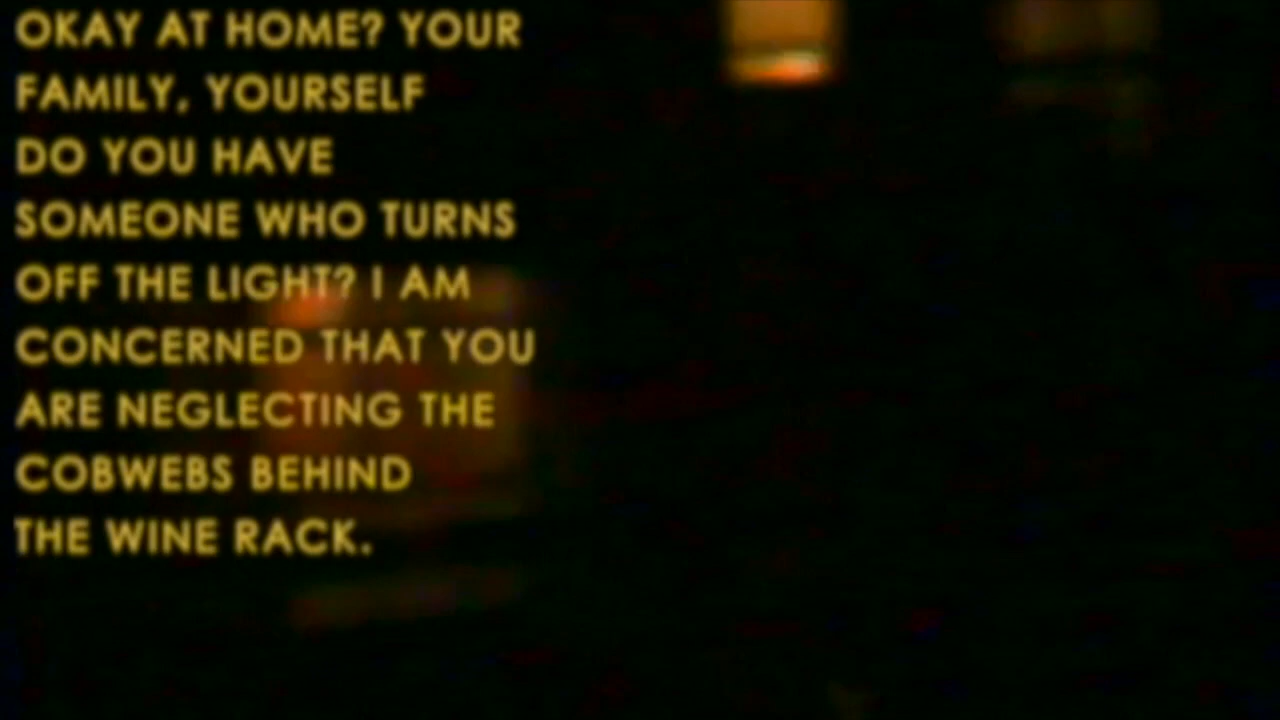 OKAY AT HOME? YOUR
FAMILY, YOURSELF
DO YOU HAVE
SOMEONE WHO TURNS
OFF THE LIGHT? I AM
CONCERNED THAT YOU
ARE NEGLECTING THE
COBWEBS BEHIND
THE WINE RACK.